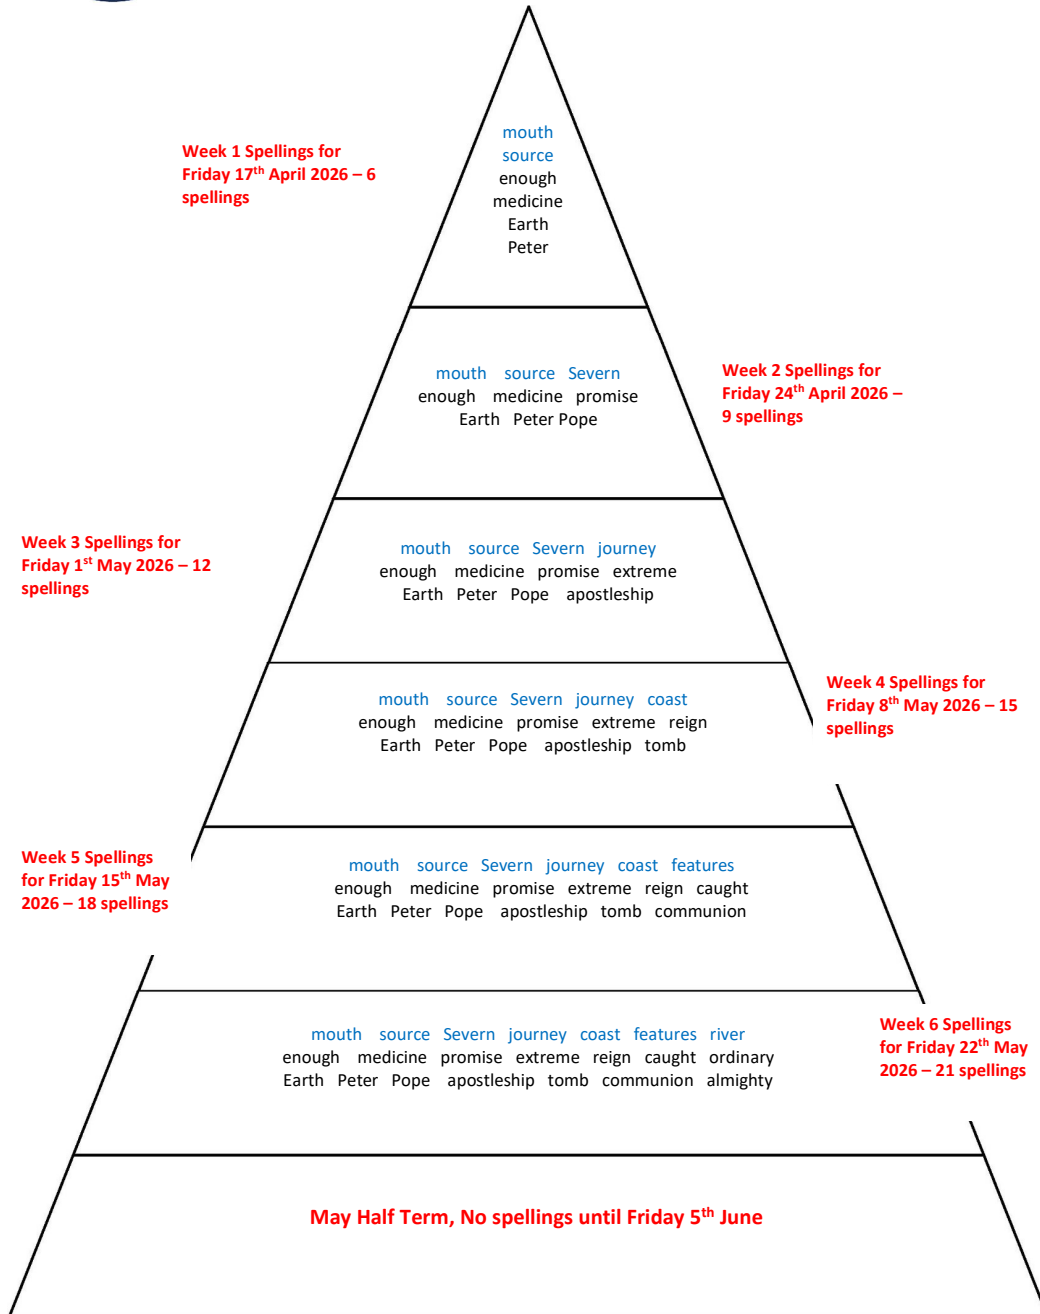 Week 1 Spellings for
Friday 17th April 2026 – 6
spellings
mouth
source
enough
medicine
Earth
Peter
mouth source Severn
enough medicine promise
Earth Peter Pope
Week 2 Spellings for
Friday 24th April 2026 –
9 spellings
Week 3 Spellings for
Friday 1st May 2026 – 12
spellings
mouth source Severn journey
enough medicine promise extreme
Earth Peter Pope apostleship
mouth source Severn journey coast
enough medicine promise extreme reign
Earth Peter Pope apostleship tomb
Week 4 Spellings for
Friday 8th May 2026 – 15
spellings
Week 5 Spellings
for Friday 15th May
2026 – 18 spellings
mouth source Severn journey coast features
enough medicine promise extreme reign caught
Earth Peter Pope apostleship tomb communion
mouth source Severn journey coast features river
enough medicine promise extreme reign caught ordinary
Earth Peter Pope apostleship tomb communion almighty
Week 6 Spellings
for Friday 22th May
2026 – 21 spellings
May Half Term, No spellings until Friday 5th June